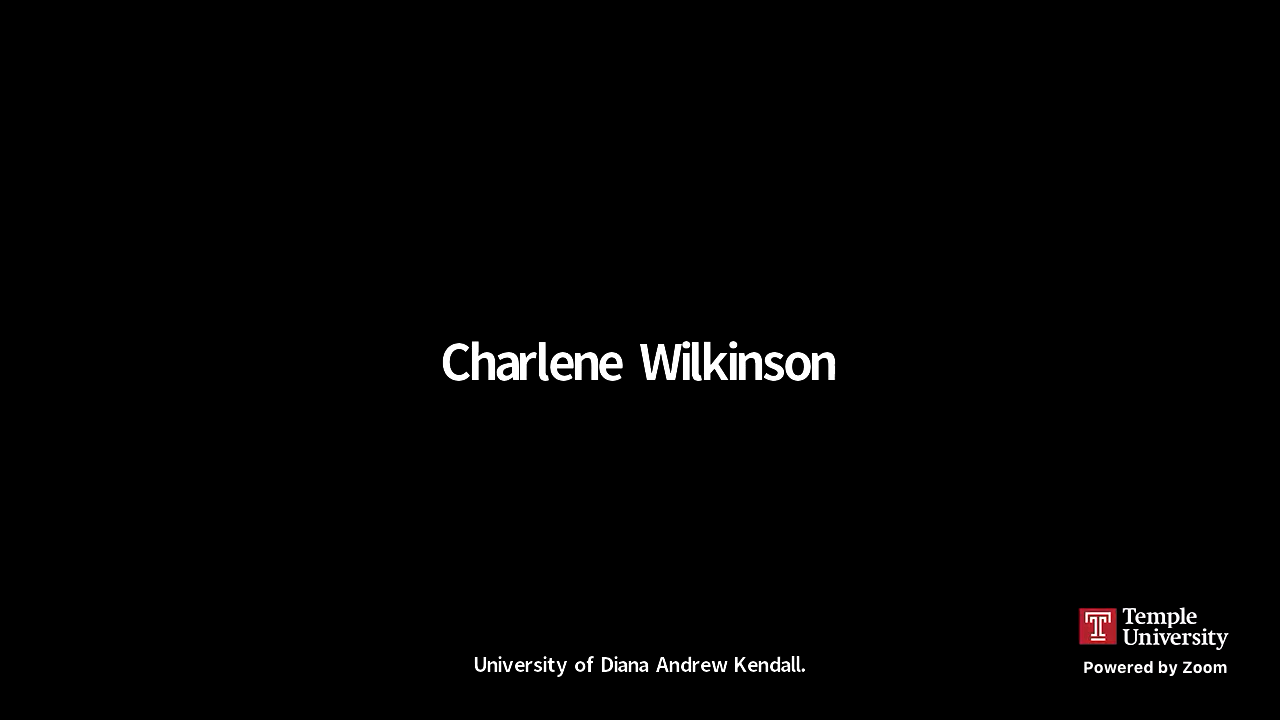 Charlene Wilkinson
Temple
University
University of Diana Andrew Kendall.
Powered by Zoom